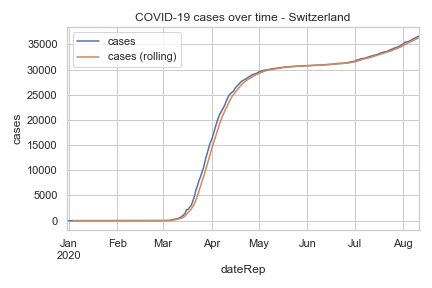 COVID-19 cases over time - Switzerland
cases
cases (rolling)
35000
30000
25000
20000
15000
10000
5000
0
cases
Jan Feb Mar Apr May Jun Jul Aug
2020
dateRep